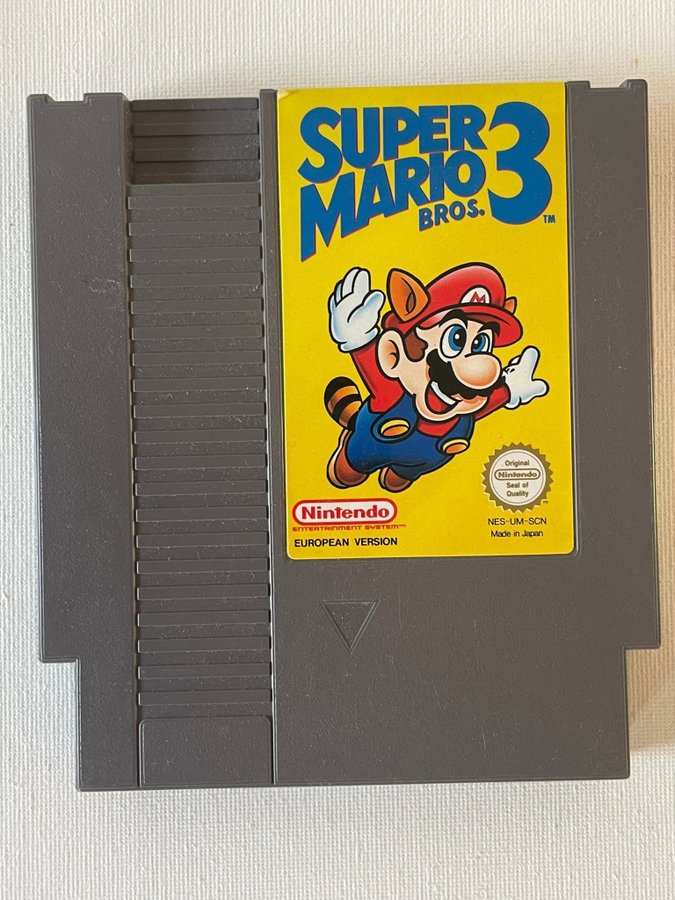 SUPER
MARIO 3
BROS. TM
M
Original
Nintendo
Seal of
Quality
TM
Nintendo
ENTERTAINMENT SYSTEM™
EUROPEAN VERSION
NES-UM-SCN
Made in Japan